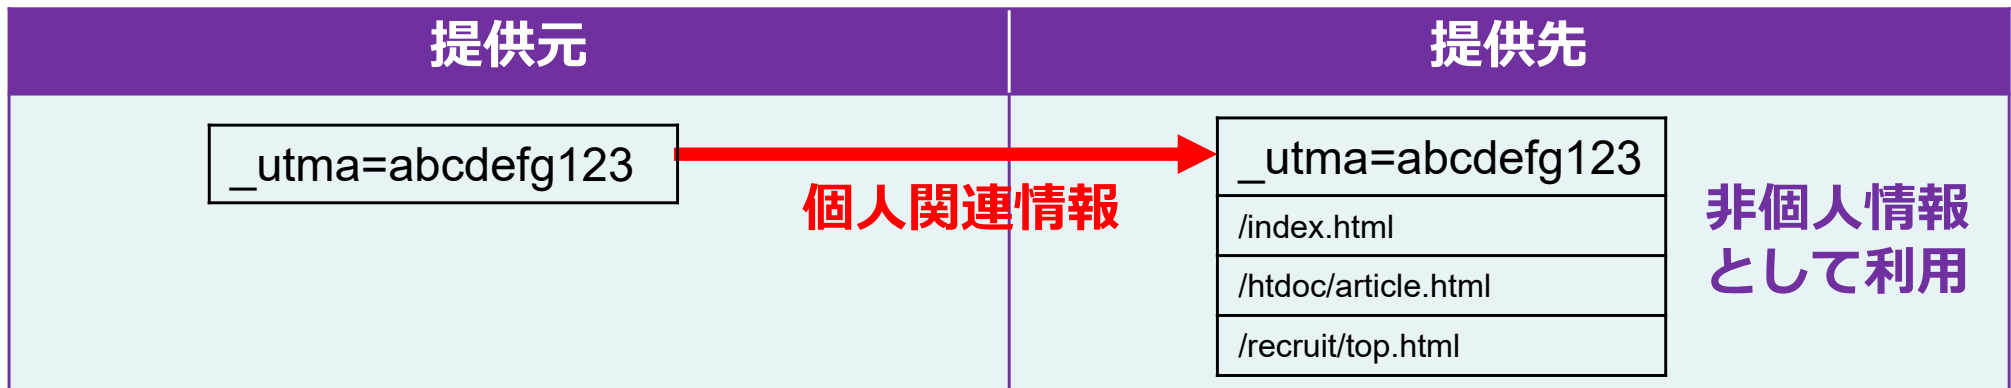 提供元
提供先
_utma=abcdefg123
個人関連情報
_utma=abcdefg123
/index.html
/htdoc/article.html
/recruit/top.html
非個人情報
として利用